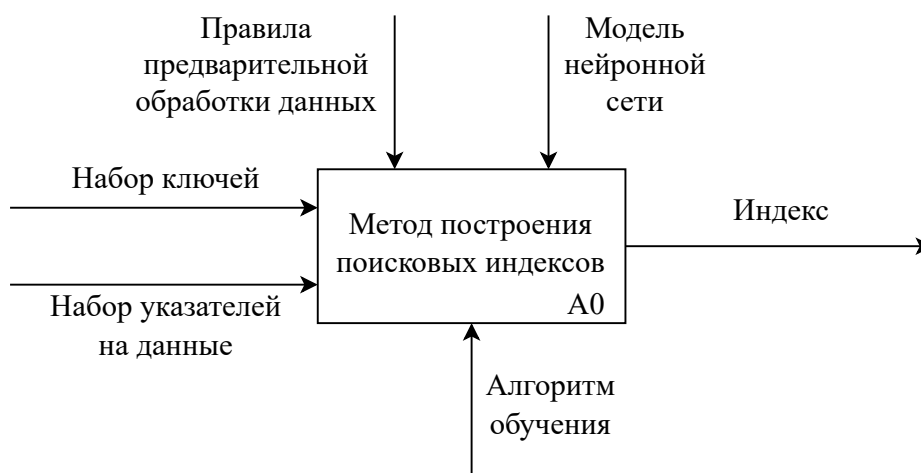 Правила
предварительной
обработки данных
Модель
нейронной
сети
Набор ключей
Метод построения
поисковых индексов
A0
Индекс
Набор указателей
на данные
Алгоритм
обучения